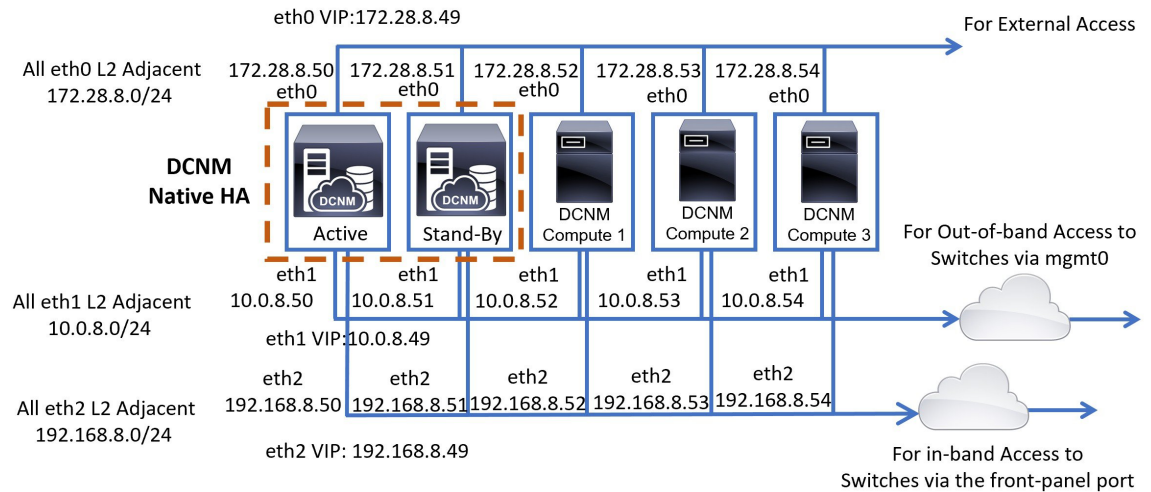 eth0 VIP:172.28.8.49
For External Access
All eth0 L2 Adjacent
172.28.8.0/24
172.28.8.50 172.28.8.51 172.28.8.52 172.28.8.53 172.28.8.54
eth0 eth0 eth0 eth0 eth0
DCNM
Native HA
DCNM DCNM
Active Stand-By
DCNM DCNM DCNM
Compute 1 Compute 2 Compute 3
For Out-of-band Access to
Switches via mgmt0
eth1 eth1 eth1 eth1 eth1
All eth1 L2 Adjacent
10.0.8.0/24
10.0.8.50 10.0.8.51 10.0.8.52 10.0.8.53 10.0.8.54
eth1 VIP:10.0.8.49
eth2 eth2 eth2 eth2 eth2
All eth2 L2 Adjacent
192.168.8.0/24
192.168.8.50 192.168.8.51 192.168.8.52 192.168.8.53 192.168.8.54
eth2 VIP: 192.168.8.49
For in-band Access to
Switches via the front-panel port